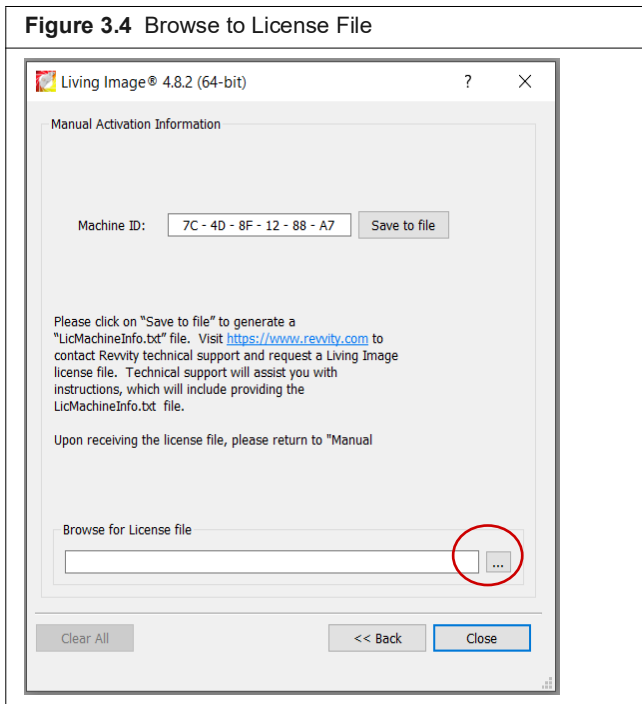 Figure 3.4 Browse to License File
Living Image® 4.8.2 (64-bit)
?
Manual Activation Information
Machine ID: 7C - 4D - 8F - 12 - 88 - A7 Save to file
Please click on “Save to file” to generate a
“LicMachineInfo.txt” file. Visit https://www.revvity.com to
contact Revvity technical support and request a Living Image
license file. Technical support will assist you with
instructions, which will include providing the
LicMachineInfo.txt file.
Upon receiving the license file, please return to "Manual
Browse for License file
...
Clear All << Back Close